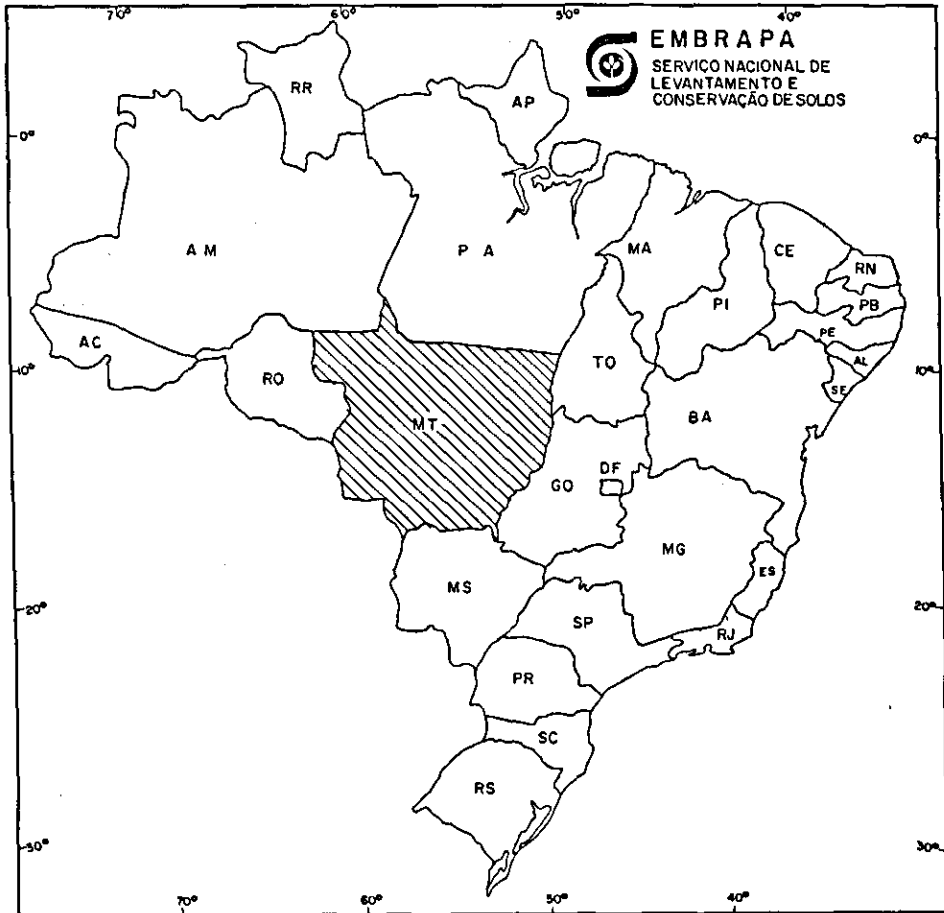 70° 60° 50° 40°
EMBRAPA
SERVIÇO NACIONAL DE
LEVANTAMENTO E
CONSERVAÇÃO DE SOLOS
RR
AP
0° 0°
AM
PA
MA
CE
RN
PB
PI
PE
AL
SE
AC
10° 10°
RO
TO
MT
BA
GO
DF
MG
ES
MS
20° 20°
SP
RJ
PR
SC
RS
30° 30°
70° 60° 50° 40°